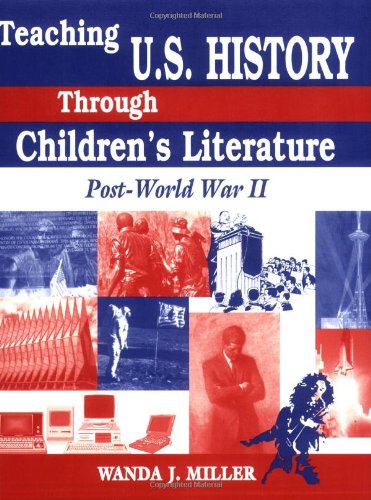 Teaching
U.S. HISTORY
Through
Children's Literature
Post-World War II
WANDA J. MILLER